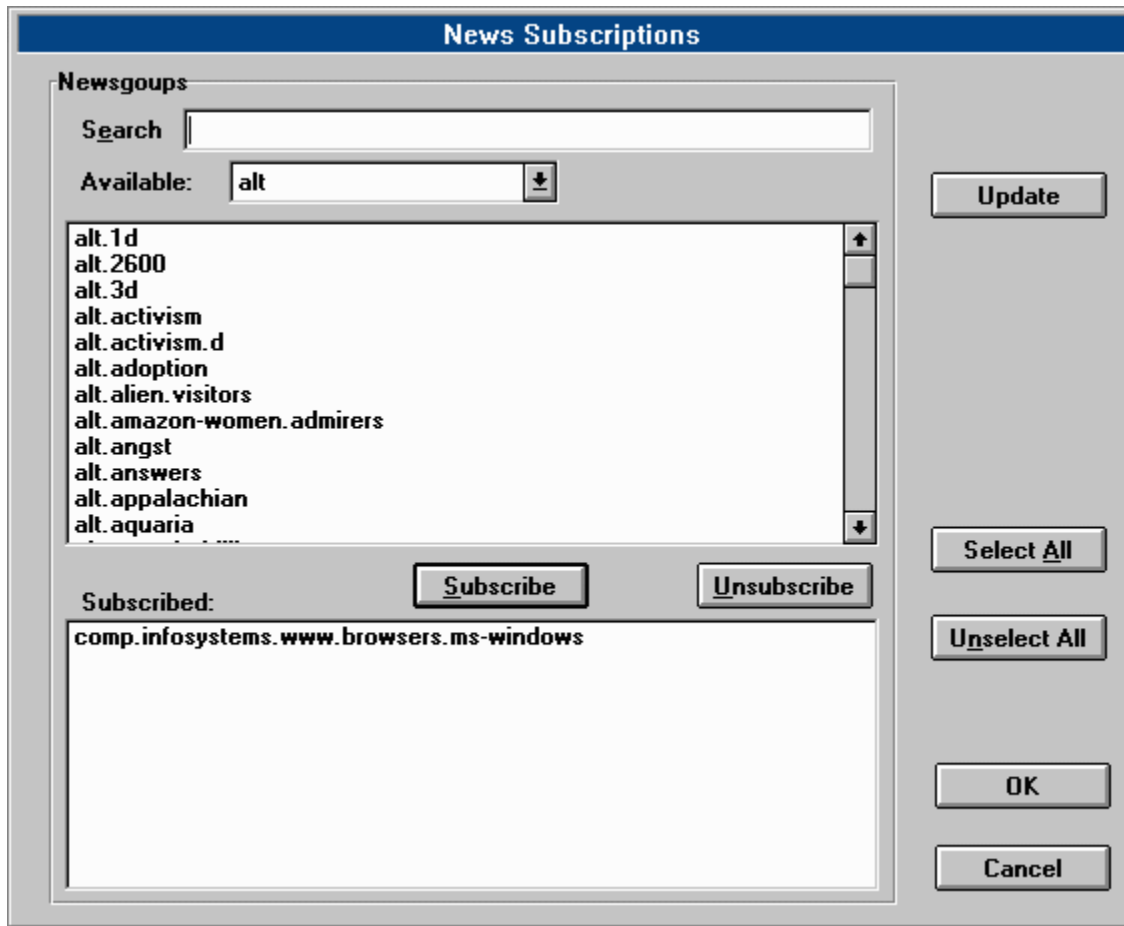 News Subscriptions
Newsgoups
Search
Available: alt
Update
alt.1d
alt.2600
alt.3d
alt.activism
alt.activism.d
alt.adoption
alt.alien.visitors
alt.amazon-women.admirers
alt.angst
alt.answers
alt.appalachian
alt.aquaria
Select All
Subscribe Unsubscribe
Subscribed:
Unselect All
comp.infosystems.www.browsers.ms-windows
OK
Cancel